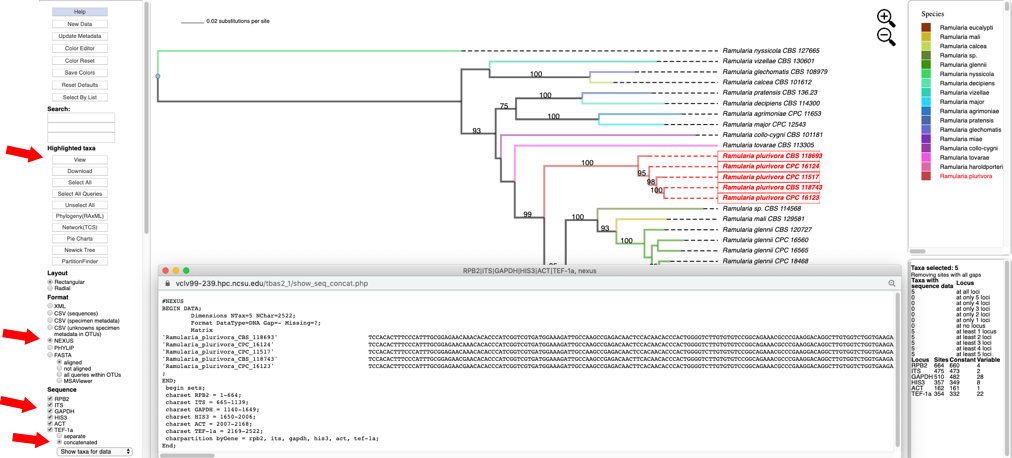 Help
New Data
Update Metadata
Color Editor
Color Reset
Save Colors
Reset Defaults
Select By List
Search:
Highlighted taxa
View
Download
Select All
Select All Queries
Unselect All
Phylogeny(RAxML)
Network(TCS)
Pie Charts
Newick Tree
PartitionFinder
Layout
Rectangular
Radial
Format
XML
CSV (sequences)
CSV (specimen metadata)
CSV (unknowns specimen
metadata in OTUs)
NEXUS
PHYLIP
FASTA
aligned
not aligned
all queries within OTUs
MSAViewer
Sequence
RPB2
ITS
GAPDH
HIS3
ACT
TEF-1a
separate
concatenated
Show taxa for data
0.02 substitutions per site
Ramularia nyssicola CBS 127665
Ramularia vizellae CBS 130601
100
Ramularia glechomatis CBS 108979
Ramularia calcea CBS 101612
100
Ramularia pratensis CBS 136.23
75
Ramularia decipiens CBS 114300
100
Ramularia agrimoniae CPC 11653
Ramularia major CPC 12543
93
Ramularia collo-cygni CBS 101181
Ramularia tovarae CBS 113305
100
Ramularia plurivora CBS 118693
Ramularia plurivora CPC 16124
95
Ramularia plurivora CPC 11517
98
Ramularia plurivora CBS 118743
100
Ramularia plurivora CPC 16123
99
100
Ramularia sp. CBS 114568
Ramularia mali CBS 129581
93
Ramularia glennii CBS 120727
100
Ramularia glennii CPC 16560
Ramularia glennii CPC 16565
Ramularia glennii CPC 18468
RPB2|ITS|GAPDH|HIS3|ACT|TEF-1a, nexus
vclv99-239.hpc.ncsu.edu/tbas2_1/show_seq_concat.php
#NEXUS
BEGIN DATA;
Dimensions NTax=5 NChar=2522;
Format DataType=DNA Gap=- Missing=?;
Matrix
'Ramularia_plurivora_CBS_118693'
'Ramularia_plurivora_CPC_16124'
'Ramularia_plurivora_CPC_11517'
'Ramularia_plurivora_CBS_118743'
'Ramularia_plurivora_CPC_16123'
;
END;
begin sets;
charset RPB2 = 1-664;
charset ITS = 665-1139;
charset GAPDH = 1140-1649;
charset HIS3 = 1650-2006;
charset ACT = 2007-2168;
charset TEF-1a = 2169-2522;
charpartition byGene = rpb2, its, gapdh, his3, act, tef-1a;
End;
Species
Ramularia eucalypti
Ramularia mali
Ramularia calcea
Ramularia sp.
Ramularia glennii
Ramularia nyssicola
Ramularia decipiens
Ramularia vizellae
Ramularia major
Ramularia agrimoniae
Ramularia pratensis
Ramularia glechomatis
Ramularia miae
Ramularia collo-cygni
Ramularia tovarae
Ramularia haroldporteri
Ramularia plurivora
Taxa selected: 5
Removing sites with all gaps
Taxa with sequence data Locus
5 at all loci
0 at only 5 loci
0 at only 4 loci
0 at only 3 loci
0 at only 2 loci
0 at only 1 loci
0 at no locus
5 at least 1 locus
5 at least 2 loci
5 at least 3 loci
5 at least 4 loci
5 at least 5 loci
Locus Sites Constant Variable
RPB2 664 660 4
ITS 475 473 2
GAPDH 510 482 28
HIS3 357 349 8
ACT 162 161 1
TEF-1a 354 332 22